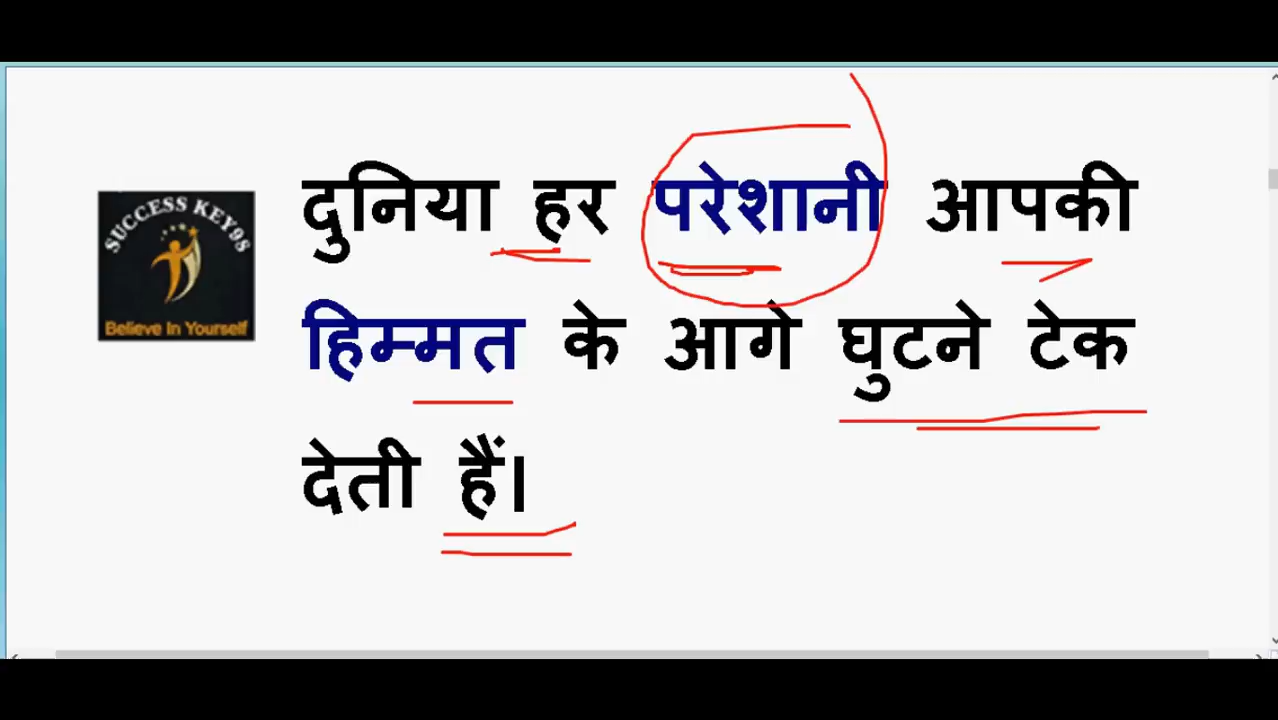 SUCCESS KEY98
Believe In Yourself
दुनिया हर परेशानी आपकी
हिम्मत के आगे घुटने टेक
देती हैं।